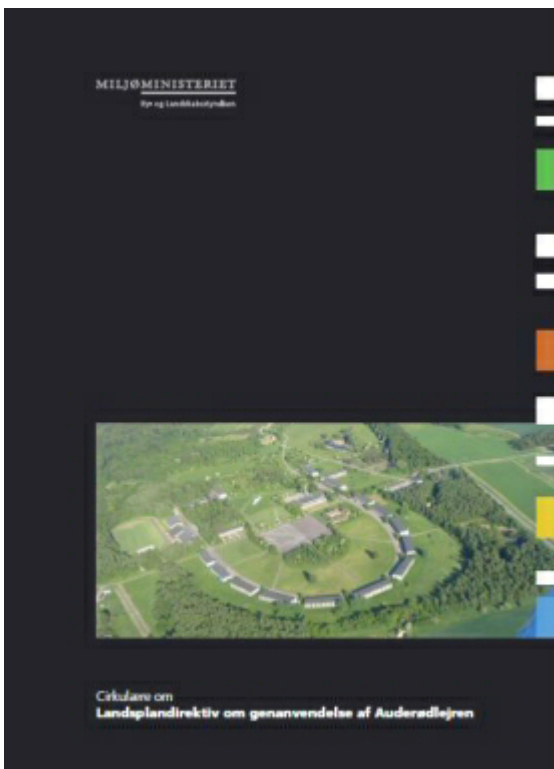 MILJØMINISTERIET
By- og Landskabsstyrelsen
Cirkulære om
Landsplandirektiv om genanvendelse af Auderødlejren